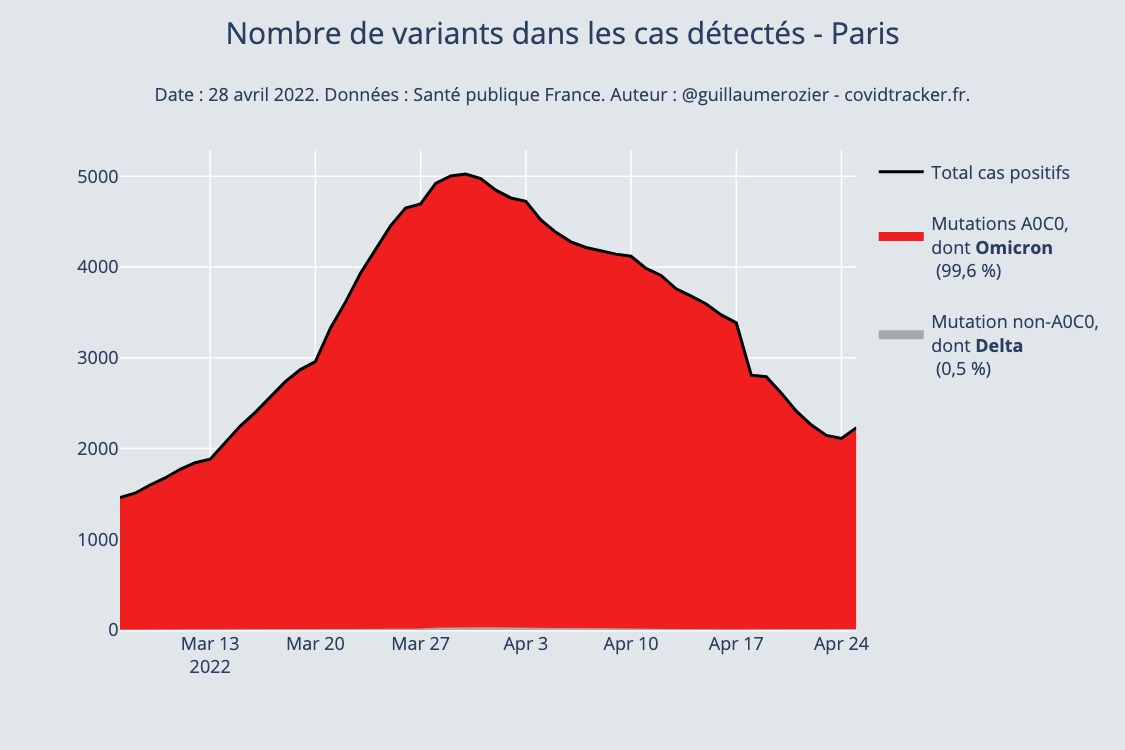 Nombre de variants dans les cas détectés - Paris
Date : 28 avril 2022. Données : Santé publique France. Auteur : @guillaumerozier - covidtracker.fr.
5000
4000
3000
2000
1000
0
Mar 13
2022
Mar 20
Mar 27
Apr 3
Apr 10
Apr 17
Apr 24
Total cas positifs
Mutations A0C0,
dont Omicron
(99,6 %)
Mutation non-A0C0,
dont Delta
(0,5 %)